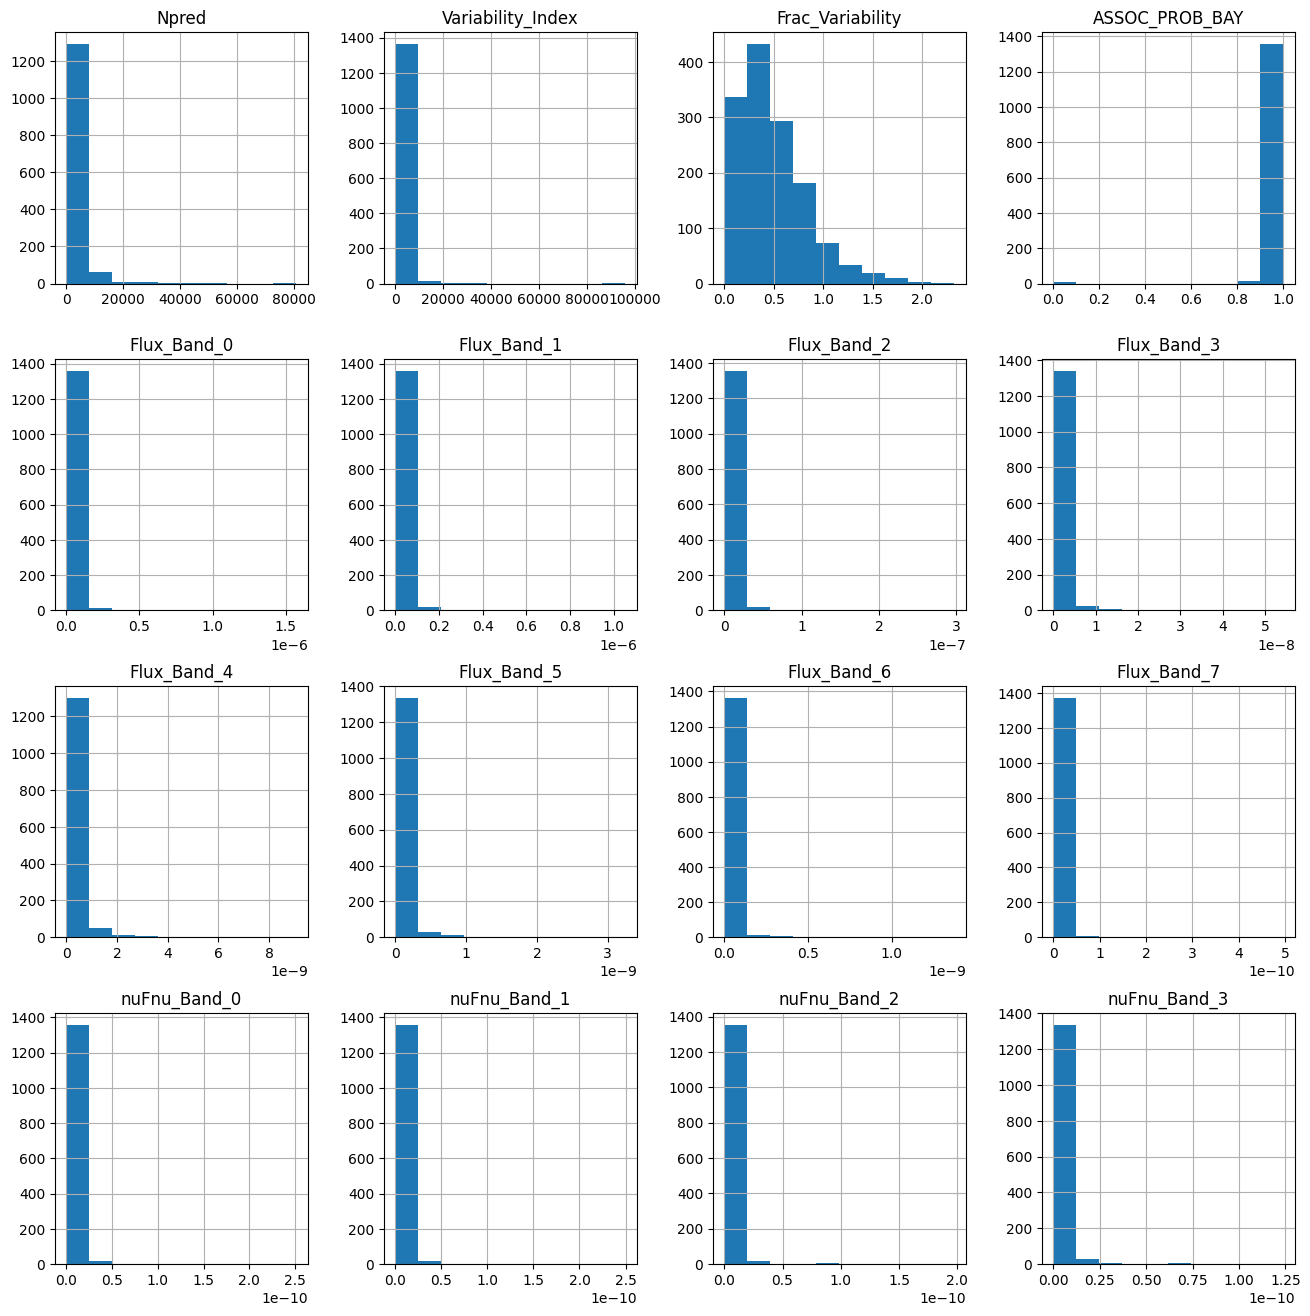 Npred Variability_Index Frac_Variability ASSOC_PROB_BAY
1200 1000 800 600 400 200 0
1400 1200 1000 800 600 400 200 0
400 300 200 100 0
1400 1200 1000 800 600 400 200 0
0 20000 40000 60000 80000
0 20000 40000 60000 80000 100000
0.0 0.5 1.0 1.5 2.0
0.0 0.2 0.4 0.6 0.8 1.0
Flux_Band_0 Flux_Band_1 Flux_Band_2 Flux_Band_3
1400 1200 1000 800 600 400 200 0
1400 1200 1000 800 600 400 200 0
1400 1200 1000 800 600 400 200 0
1400 1200 1000 800 600 400 200 0
0.0 0.5 1.0 1.5
0.0 0.2 0.4 0.6 0.8 1.0
0 1 2 3
0 1 2 3 4 5
1e−6 1e−6 1e−7 1e−8
Flux_Band_4 Flux_Band_5 Flux_Band_6 Flux_Band_7
1200 1000 800 600 400 200 0
1400 1200 1000 800 600 400 200 0
1400 1200 1000 800 600 400 200 0
1400 1200 1000 800 600 400 200 0
0 2 4 6 8
0 1 2 3
0.0 0.5 1.0
0 1 2 3 4 5
1e−9 1e−9 1e−9 1e−10
nuFnu_Band_0 nuFnu_Band_1 nuFnu_Band_2 nuFnu_Band_3
1400 1200 1000 800 600 400 200 0
1400 1200 1000 800 600 400 200 0
1400 1200 1000 800 600 400 200 0
1400 1200 1000 800 600 400 200 0
0.0 0.5 1.0 1.5 2.0 2.5
0.0 0.5 1.0 1.5 2.0 2.5
0.0 0.5 1.0 1.5 2.0
0.00 0.25 0.50 0.75 1.00 1.25
1e−10 1e−10 1e−10 1e−10